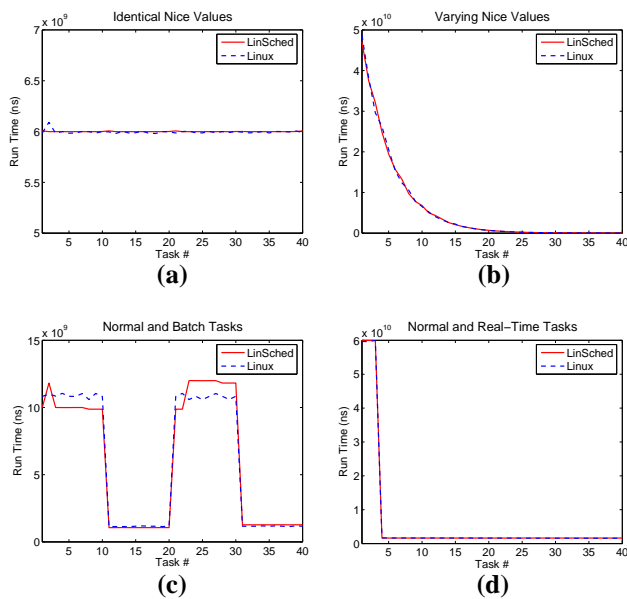 Identical Nice Values
x 10^9
7
6.5
6
5.5
5
Run Time (ns)
LinSched
Linux
5 10 15 20 25 30 35 40
Task #
(a)
Varying Nice Values
x 10^10
5
4
3
2
1
0
Run Time (ns)
LinSched
Linux
5 10 15 20 25 30 35 40
Task #
(b)
Normal and Batch Tasks
x 10^9
15
10
5
0
Run Time (ns)
LinSched
Linux
5 10 15 20 25 30 35 40
Task #
(c)
Normal and Real-Time Tasks
x 10^10
6
5
4
3
2
1
0
Run Time (ns)
LinSched
Linux
5 10 15 20 25 30 35 40
Task #
(d)